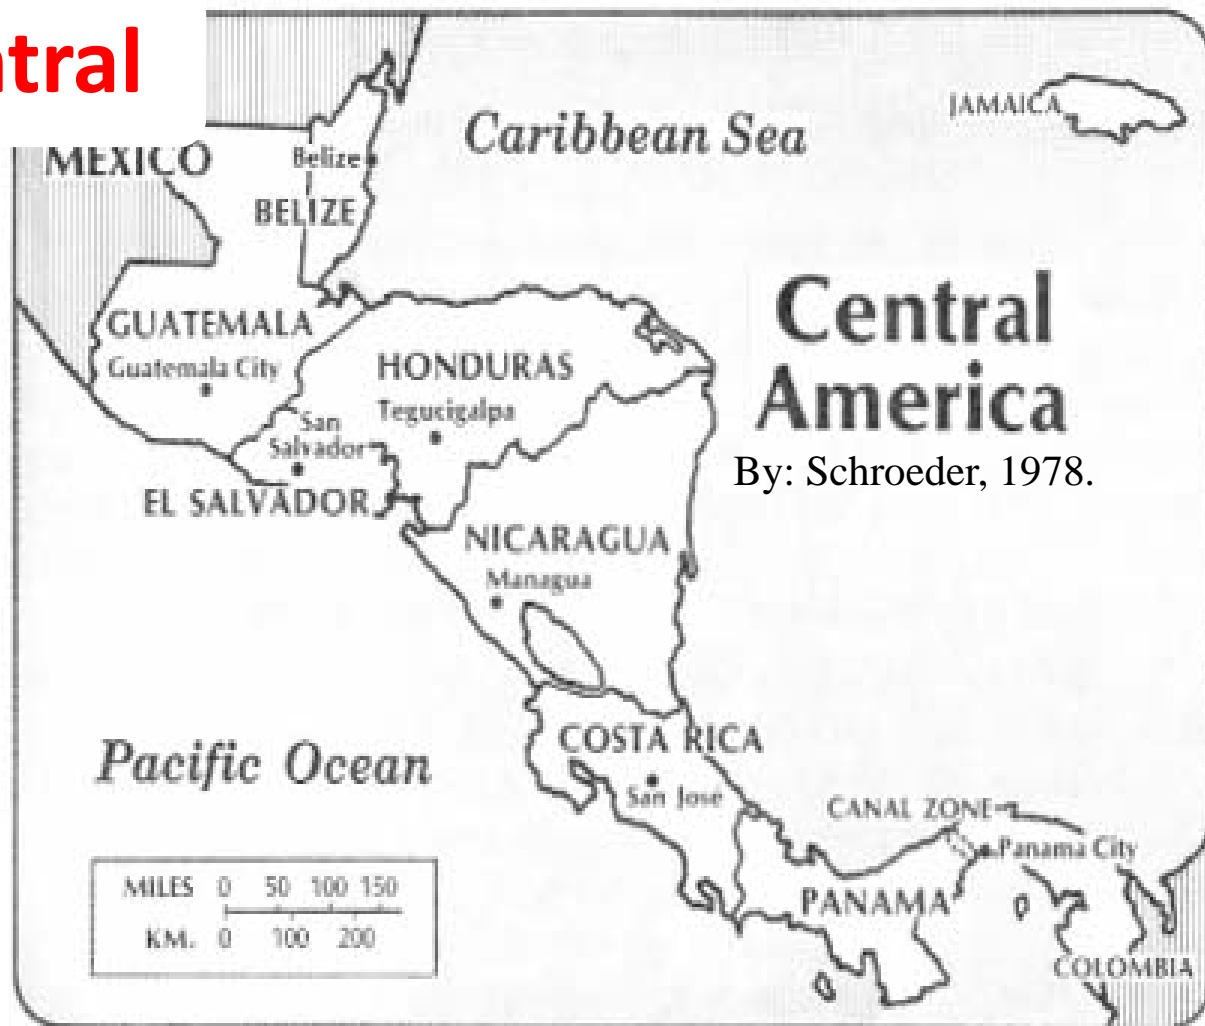 ntral
MEXICO
Belize
BELIZE
Caribbean Sea
JAMAICA
GUATEMALA
Guatemala City
HONDURAS
Tegucigalpa
San
Salvador
EL SALVADOR
Central
America
By: Schroeder, 1978.
NICARAGUA
Managua
Pacific Ocean
COSTA RICA
San José
CANAL ZONE
Panama City
PANAMA
COLOMBIA
MILES 0 50 100 150
KM. 0 100 200